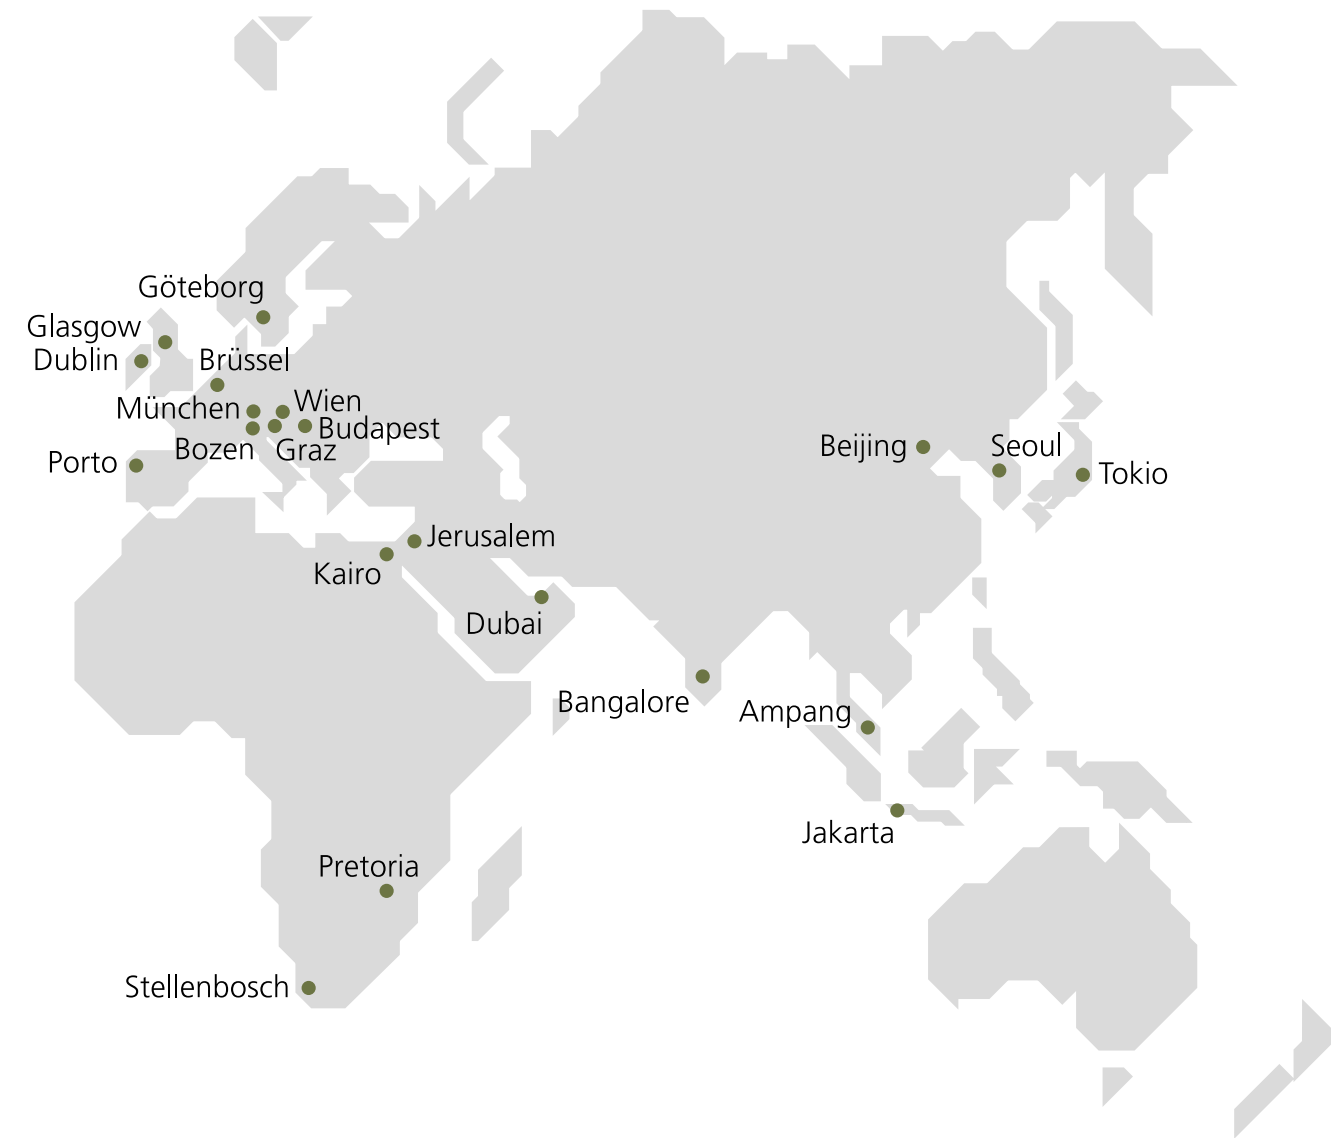 Göteborg
Glasgow
Dublin
Brüssel
München
Wien
Budapest
Bozen
Graz
Porto
Beijing
Seoul
Tokio
Jerusalem
Kairo
Dubai
Bangalore
Ampang
Jakarta
Pretoria
Stellenbosch